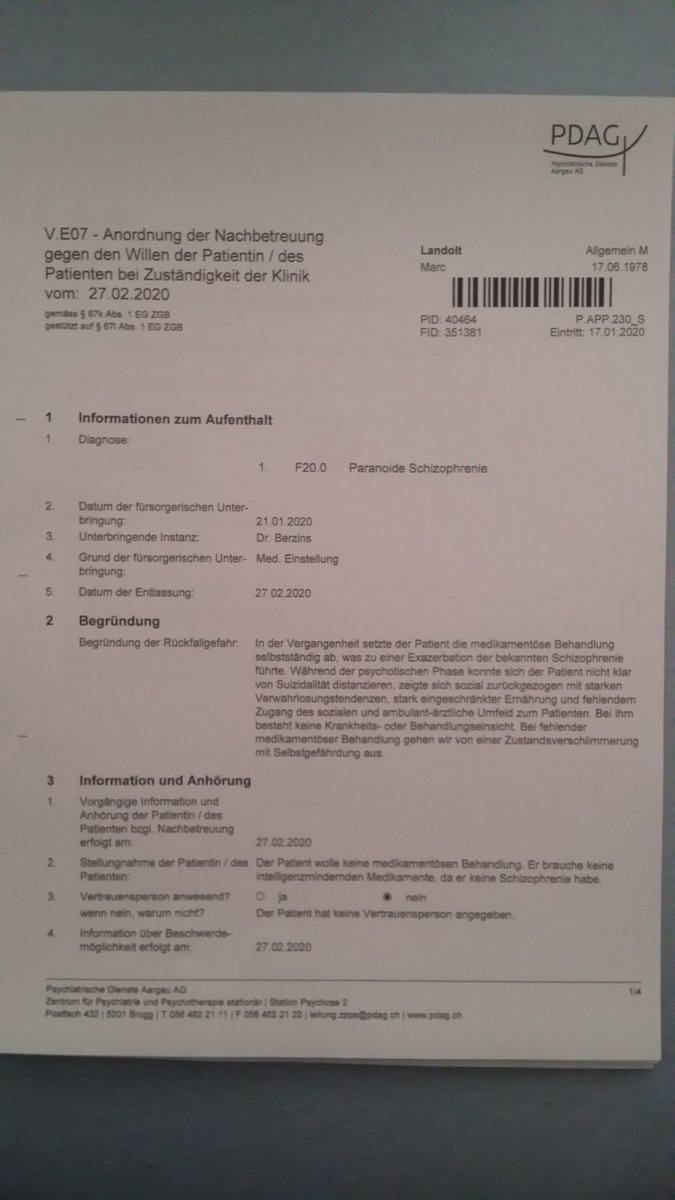 PDAG
Psychiatrische Dienste
Aargau AG
V.E07 - Anordnung der Nachbetreuung
gegen den Willen der Patientin / des
Patienten bei Zuständigkeit der Klinik
vom: 27.02.2020
gemäss § 67k Abs. 1 EG ZGB
gestützt auf § 67l Abs. 1 EG ZGB
Landolt Allgemein M
Marc 17.06.1978
PID: 40464 P.APP.230_S
FID: 351381 Eintritt: 17.01.2020
1 Informationen zum Aufenthalt
1. Diagnose:
1. F20.0 Paranoide Schizophrenie
2. Datum der fürsorgerischen Unter-
bringung: 21.01.2020
3. Unterbringende Instanz: Dr. Berzins
4. Grund der fürsorgerischen Unter- Med. Einstellung
bringung:
5. Datum der Entlassung: 27.02.2020
2 Begründung
Begründung der Rückfallgefahr: In der Vergangenheit setzte der Patient die medikamentöse Behandlung
selbstständig ab, was zu einer Exazerbation der bekannten Schizophrenie
führte. Während der psychotischen Phase konnte sich der Patient nicht klar
von Suizidalität distanzieren, zeigte sich sozial zurückgezogen mit starken
Verwahrlosungstendenzen, stark eingeschränkter Ernährung und fehlendem
Zugang des sozialen und ambulant-ärztliche Umfeld zum Patienten. Bei ihm
besteht keine Krankheits- oder Behandlungseinsicht. Bei fehlender
medikamentöser Behandlung gehen wir von einer Zustandsverschlimmerung
mit Selbstgefährdung aus.
3 Information und Anhörung
1. Vorgängige Information und
Anhörung der Patientin / des
Patienten bzgl. Nachbetreuung
erfolgt am: 27.02.2020
2. Stellungnahme der Patientin / des Der Patient wolle keine medikamentösen Behandlung. Er brauche keine
Patienten: intelligenzmindernden Medikamente, da er keine Schizophrenie habe.
3. Vertrauensperson anwesend? ja nein
wenn nein, warum nicht? Der Patient hat keine Vertrauensperson angegeben.
4. Information über Beschwerde-
möglichkeit erfolgt am: 27.02.2020
Psychiatrische Dienste Aargau AG 1/4
Zentrum für Psychiatrie und Psychotherapie stationär | Station Psychose 2
Postfach 432 | 5201 Brugg | T 056 462 21 11 | F 056 462 21 22 | leitung.zpps@pdag.ch | www.pdag.ch